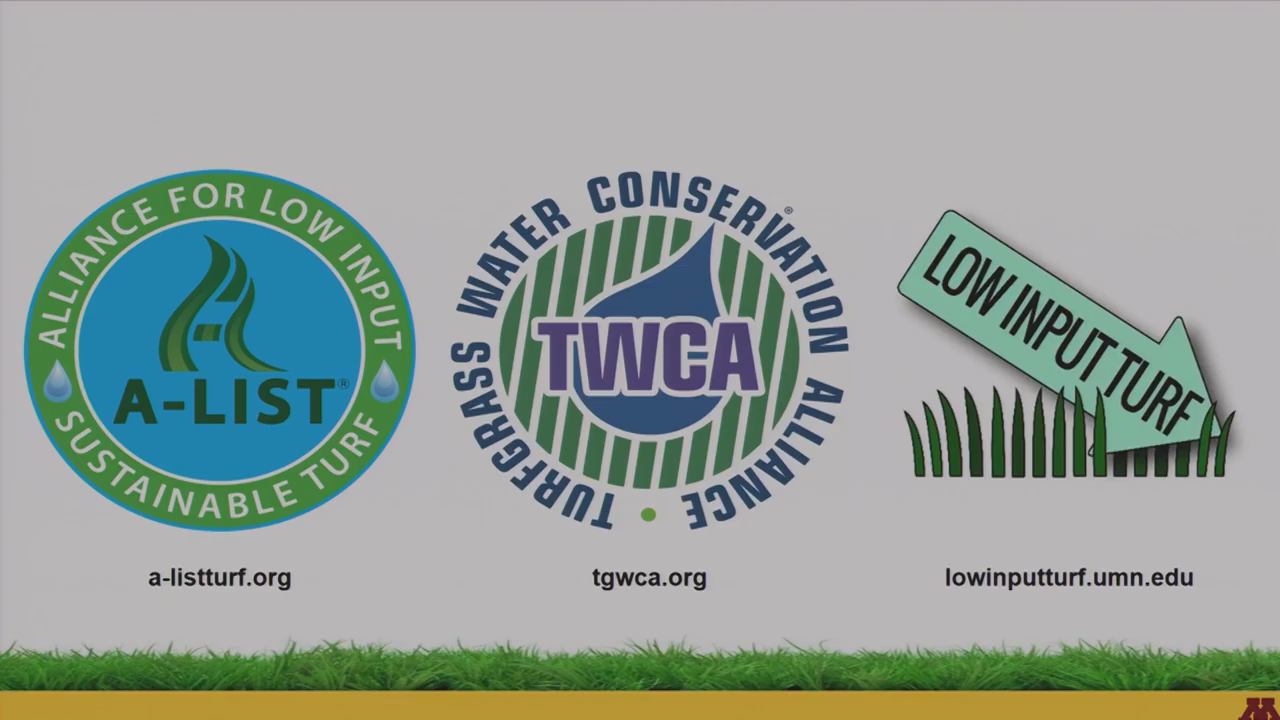 ALLIANCE FOR LOW INPUT
SUSTAINABLE TURF
A-LIST®
TURFGRASS WATER CONSERVATION ALLIANCE ®
TWCA
LOW INPUT TURF
a-listturf.org
tgwca.org
lowinputturf.umn.edu
M